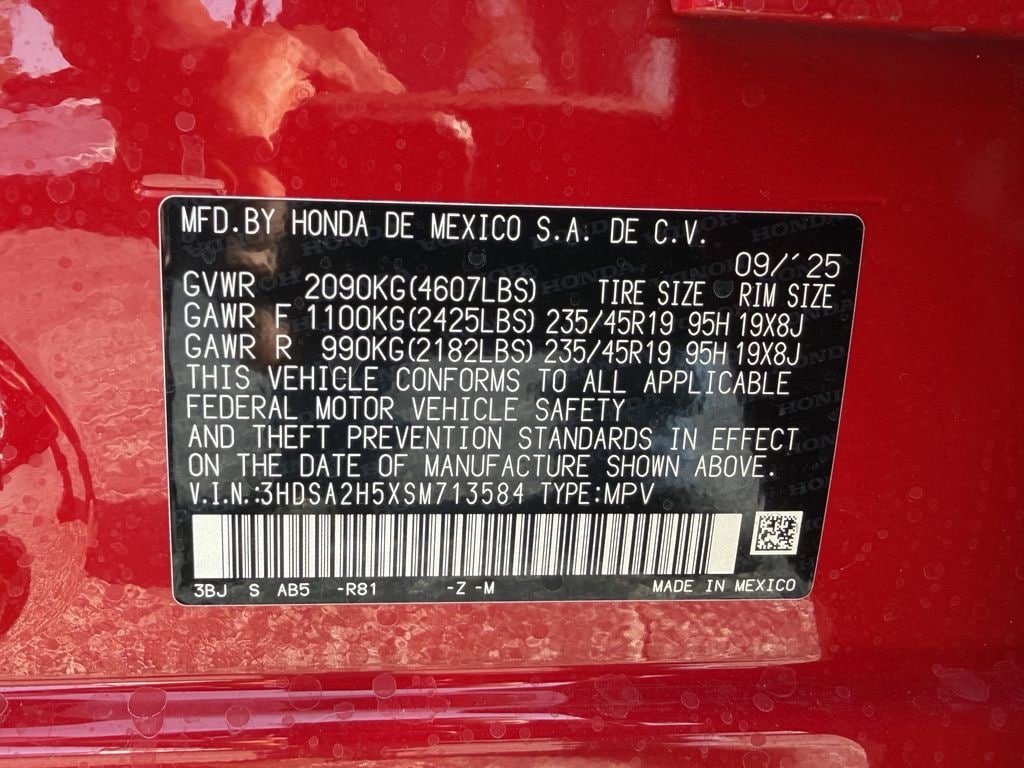 MFD.BY HONDA DE MEXICO S.A. DE C.V.
09/'25
GVWR 2090KG(4607LBS) TIRE SIZE RIM SIZE
GAWR F 1100KG(2425LBS) 235/45R19 95H 19X8J
GAWR R 990KG(2182LBS) 235/45R19 95H 19X8J
THIS VEHICLE CONFORMS TO ALL APPLICABLE
FEDERAL MOTOR VEHICLE SAFETY
AND THEFT PREVENTION STANDARDS IN EFFECT
ON THE DATE OF MANUFACTURE SHOWN ABOVE.
V.I.N.:3HDSA2H5XSM713584 TYPE:MPV
3BJ S AB5 -R81 -Z -M MADE IN MEXICO